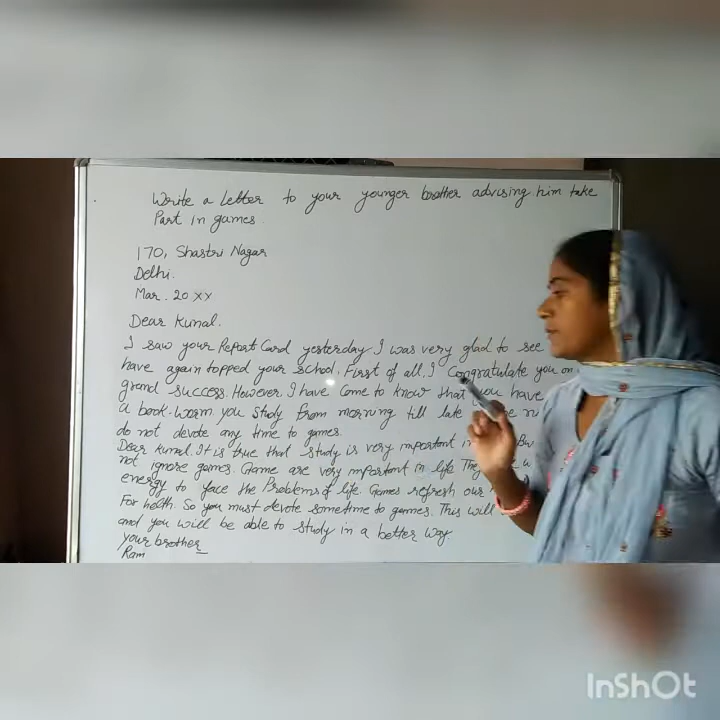 Write a letter to your younger brother advising him take
Part in games.
170, Shastri Nagar
Delhi.
Mar. 20 XX
Dear Kunal.
I saw your Report Card yesterday I was very glad to see
have again topped your school. First of all, I Congratulate you on
grand success. However I have come to know that you have
a book-worm you study from morning till late
do not devote any time to games.
Dear Kunal. It is true that study is very mportant
not ignore games. Game are very mportant in life.
energy to face the Problems of life. Games refresh our
For helth. So you must devote sometime to games. This will
and you will be able to study in a better way.
your brother
Ram
InShOt